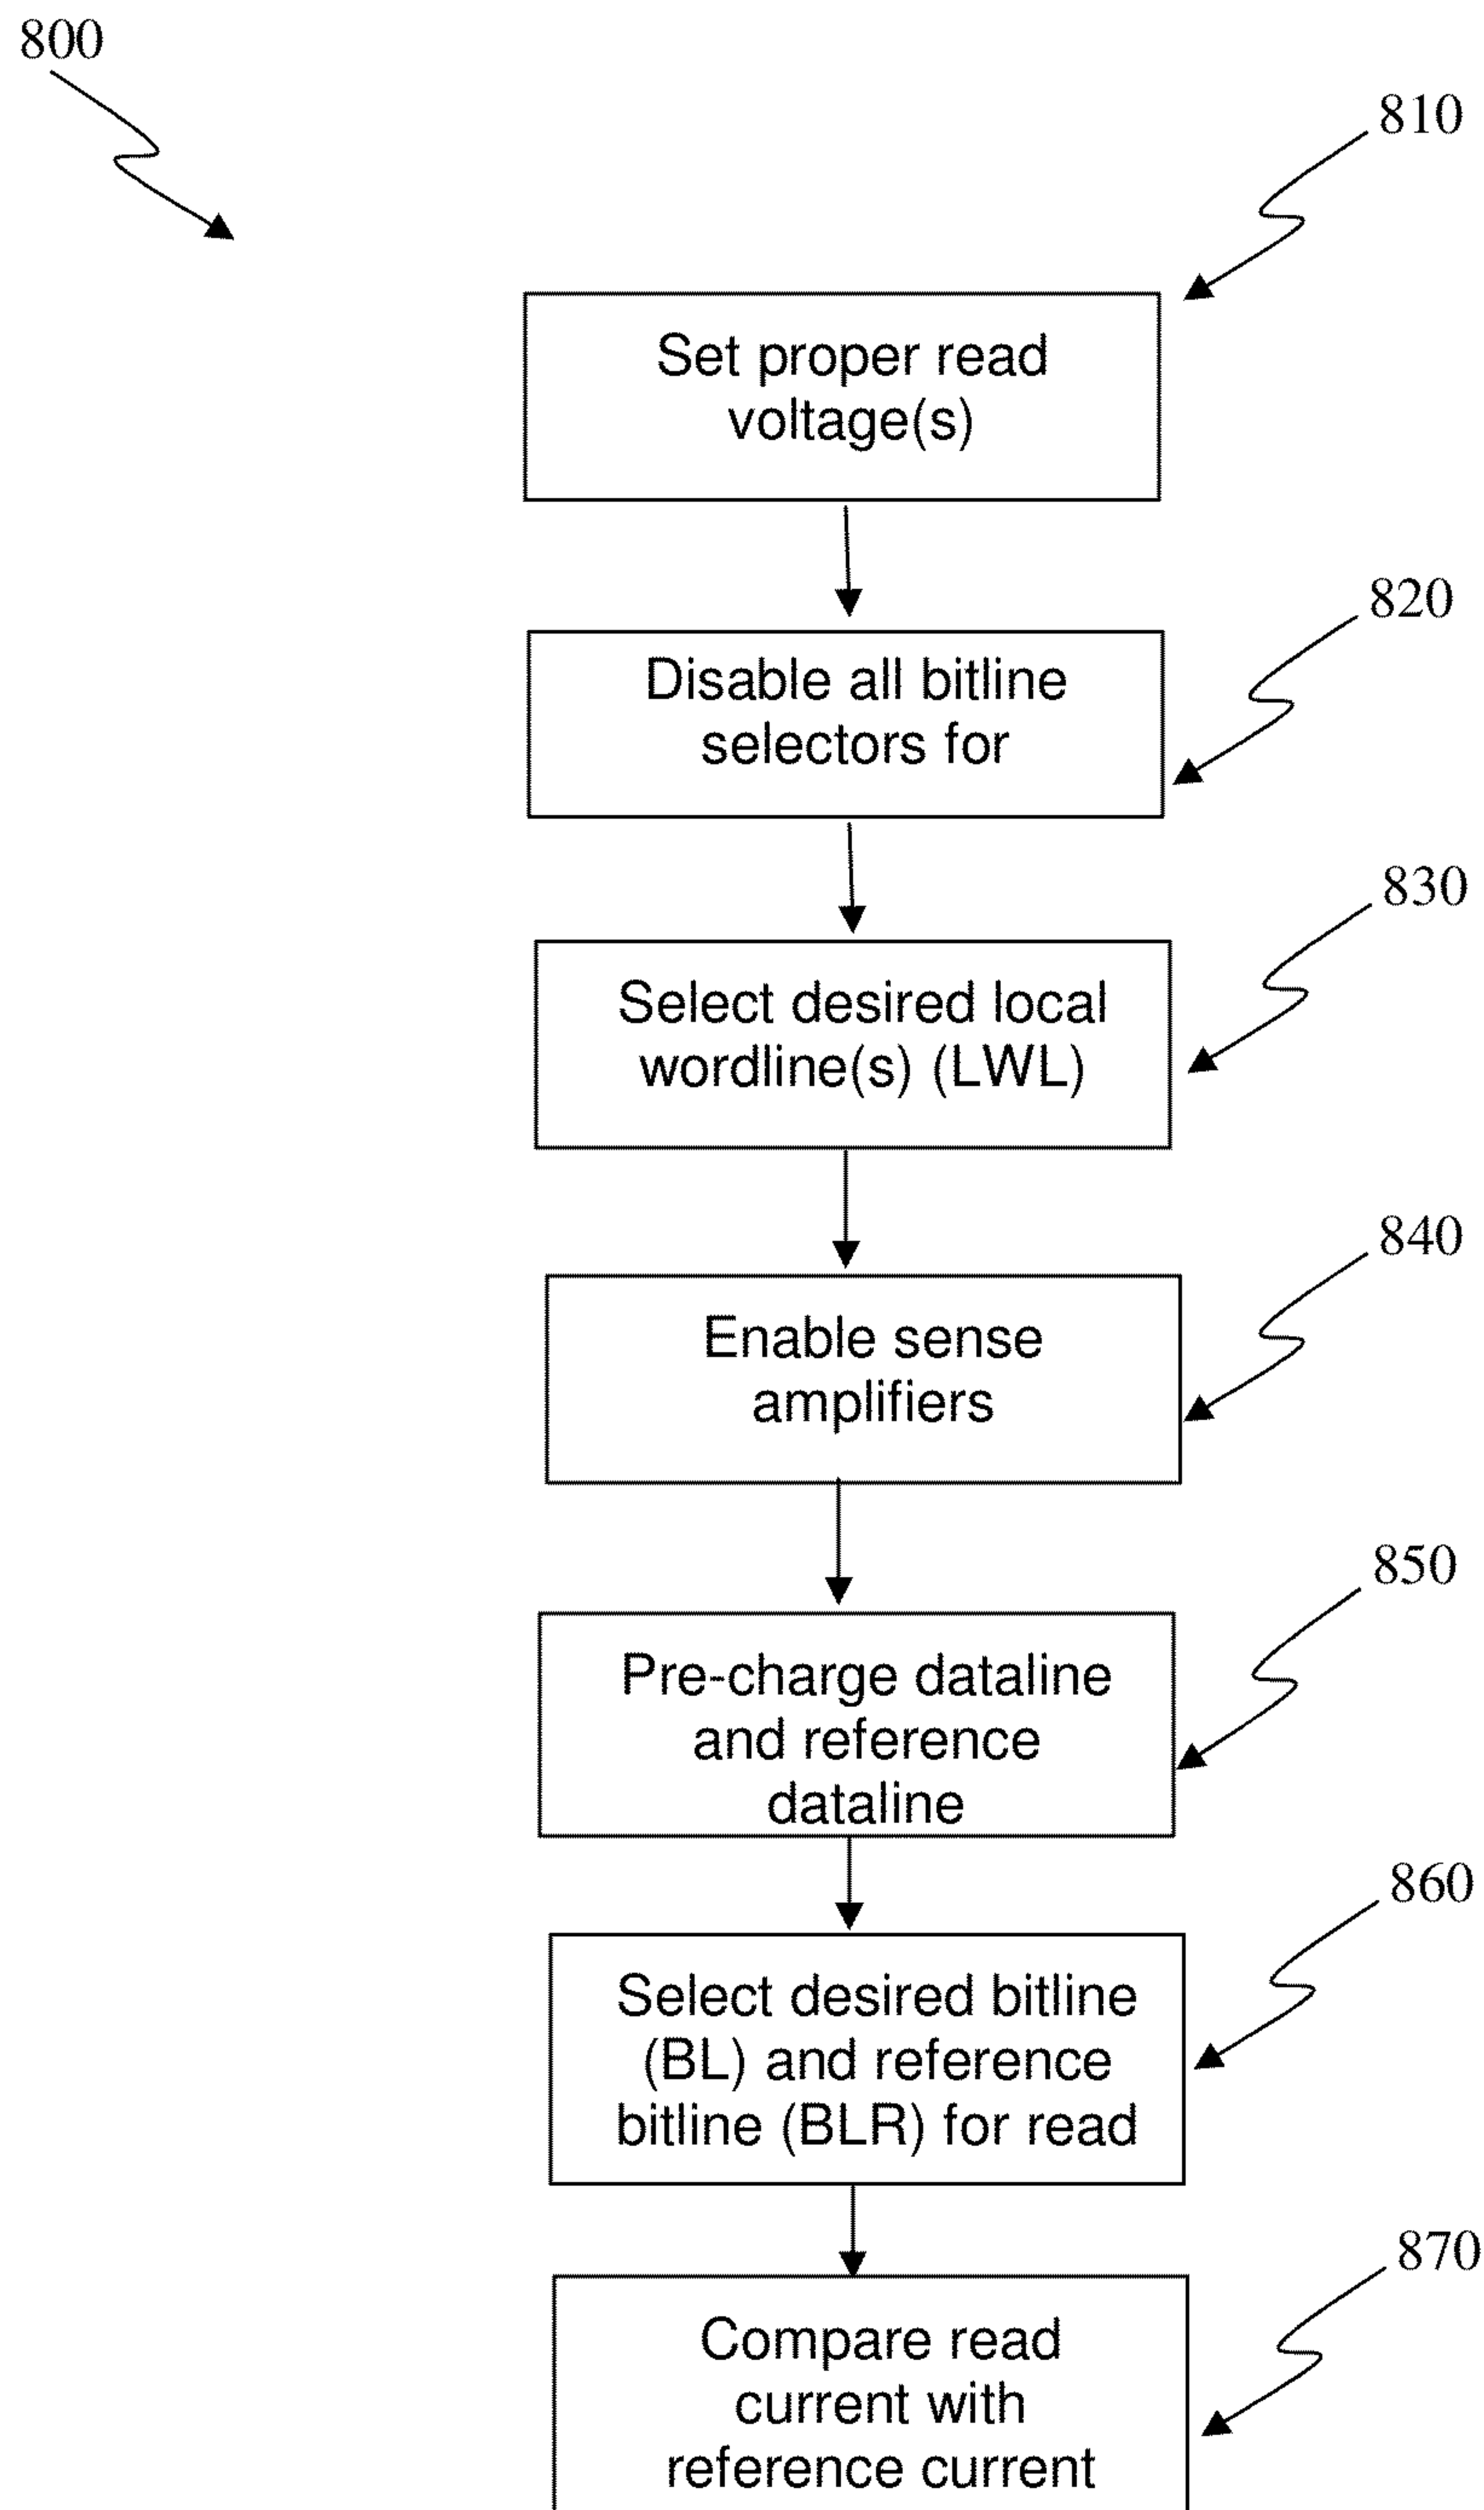 800
810
Set proper read
voltage(s)
820
Disable all bitline
selectors for
830
Select desired local
wordline(s) (LWL)
840
Enable sense
amplifiers
850
Pre-charge dataline
and reference
dataline
860
Select desired bitline
(BL) and reference
bitline (BLR) for read
870
Compare read
current with
reference current